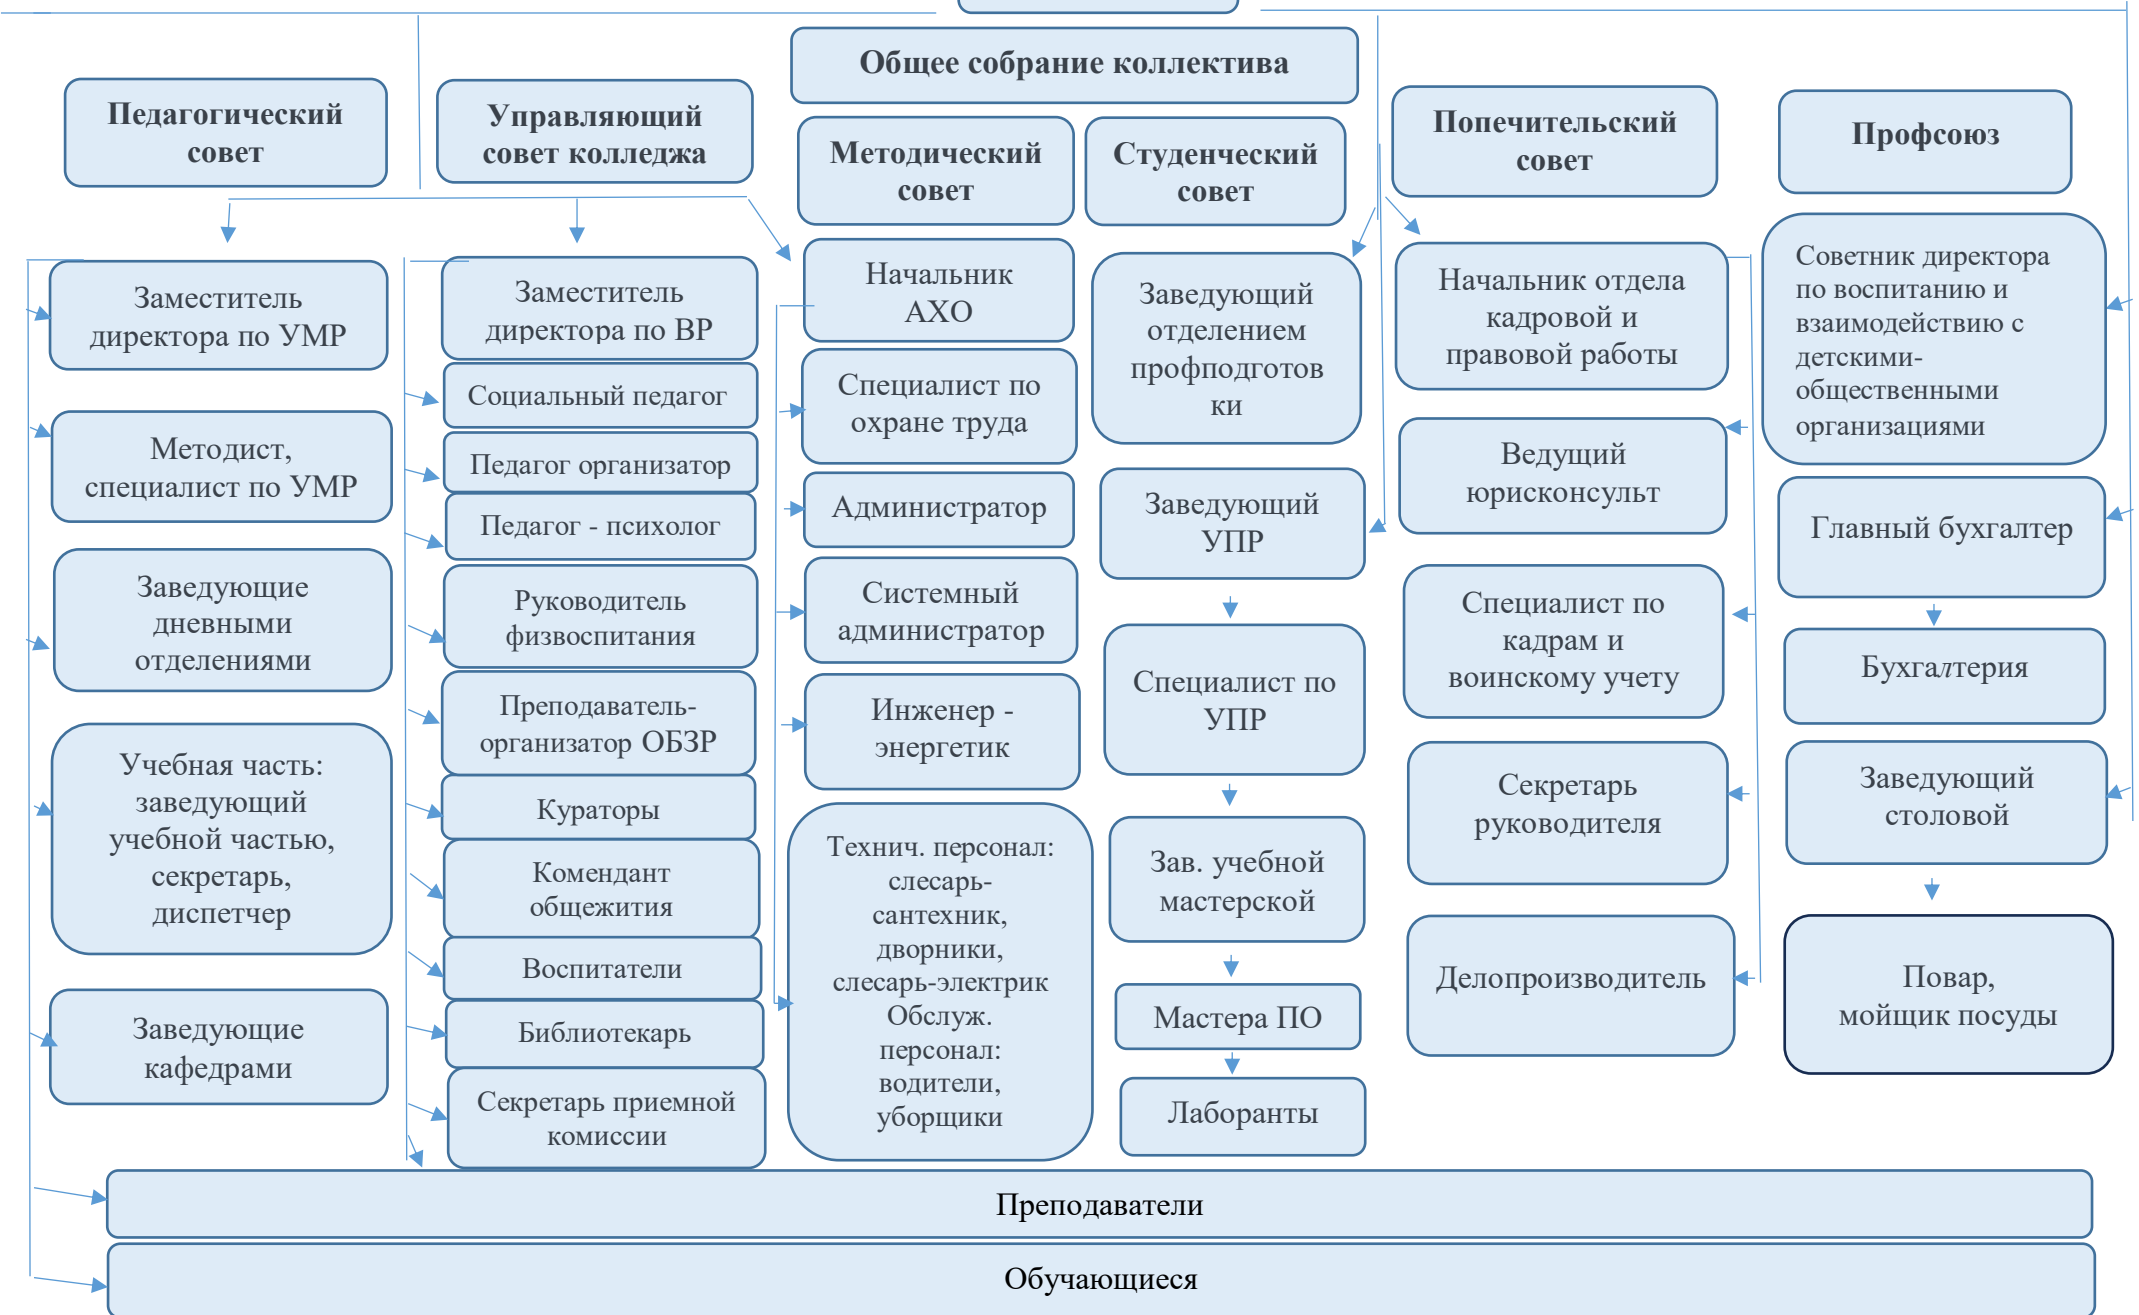 Общее собрание коллектива
Педагогический
совет
Управляющий
совет колледжа
Методический
совет
Студенческий
совет
Попечительский
совет
Профсоюз
Заместитель
директора по УМР
Методист,
специалист по УМР
Заведующие
дневными
отделениями
Учебная часть:
заведующий
учебной частью,
секретарь,
диспетчер
Заведующие
кафедрами
Заместитель
директора по ВР
Социальный педагог
Педагог организатор
Педагог - психолог
Руководитель
физвоспитания
Преподаватель-
организатор ОБЗР
Кураторы
Комендант
общежития
Воспитатели
Библиотекарь
Секретарь приемной
комиссии
Начальник
АХО
Специалист по
охране труда
Администратор
Системный
администратор
Инженер -
энергетик
Технич. персонал:
слесарь-
сантехник,
дворники,
слесарь-электрик
Обслуж.
персонал:
водители,
уборщики
Заведующий
отделением
профподготов
ки
Заведующий
УПР
Специалист по
УПР
Зав. учебной
мастерской
Мастера ПО
Лаборанты
Начальник отдела
кадровой и
правовой работы
Ведущий
юрисконсульт
Специалист по
кадрам и
воинскому учету
Секретарь
руководителя
Делопроизводитель
Советник директора
по воспитанию и
взаимодействию с
детскими-
общественными
организациями
Главный бухгалтер
Бухгалтерия
Заведующий
столовой
Повар,
мойщик посуды
Преподаватели
Обучающиеся